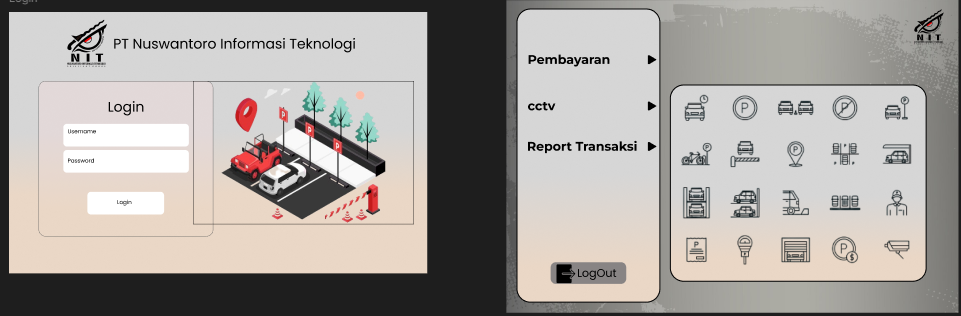 Login
NIT
PT Nuswantoro Informasi Teknologi
Login
Username
Password
Login
P
P
P
NIT
Pembayaran
cctv
Report Transaksi
LogOut